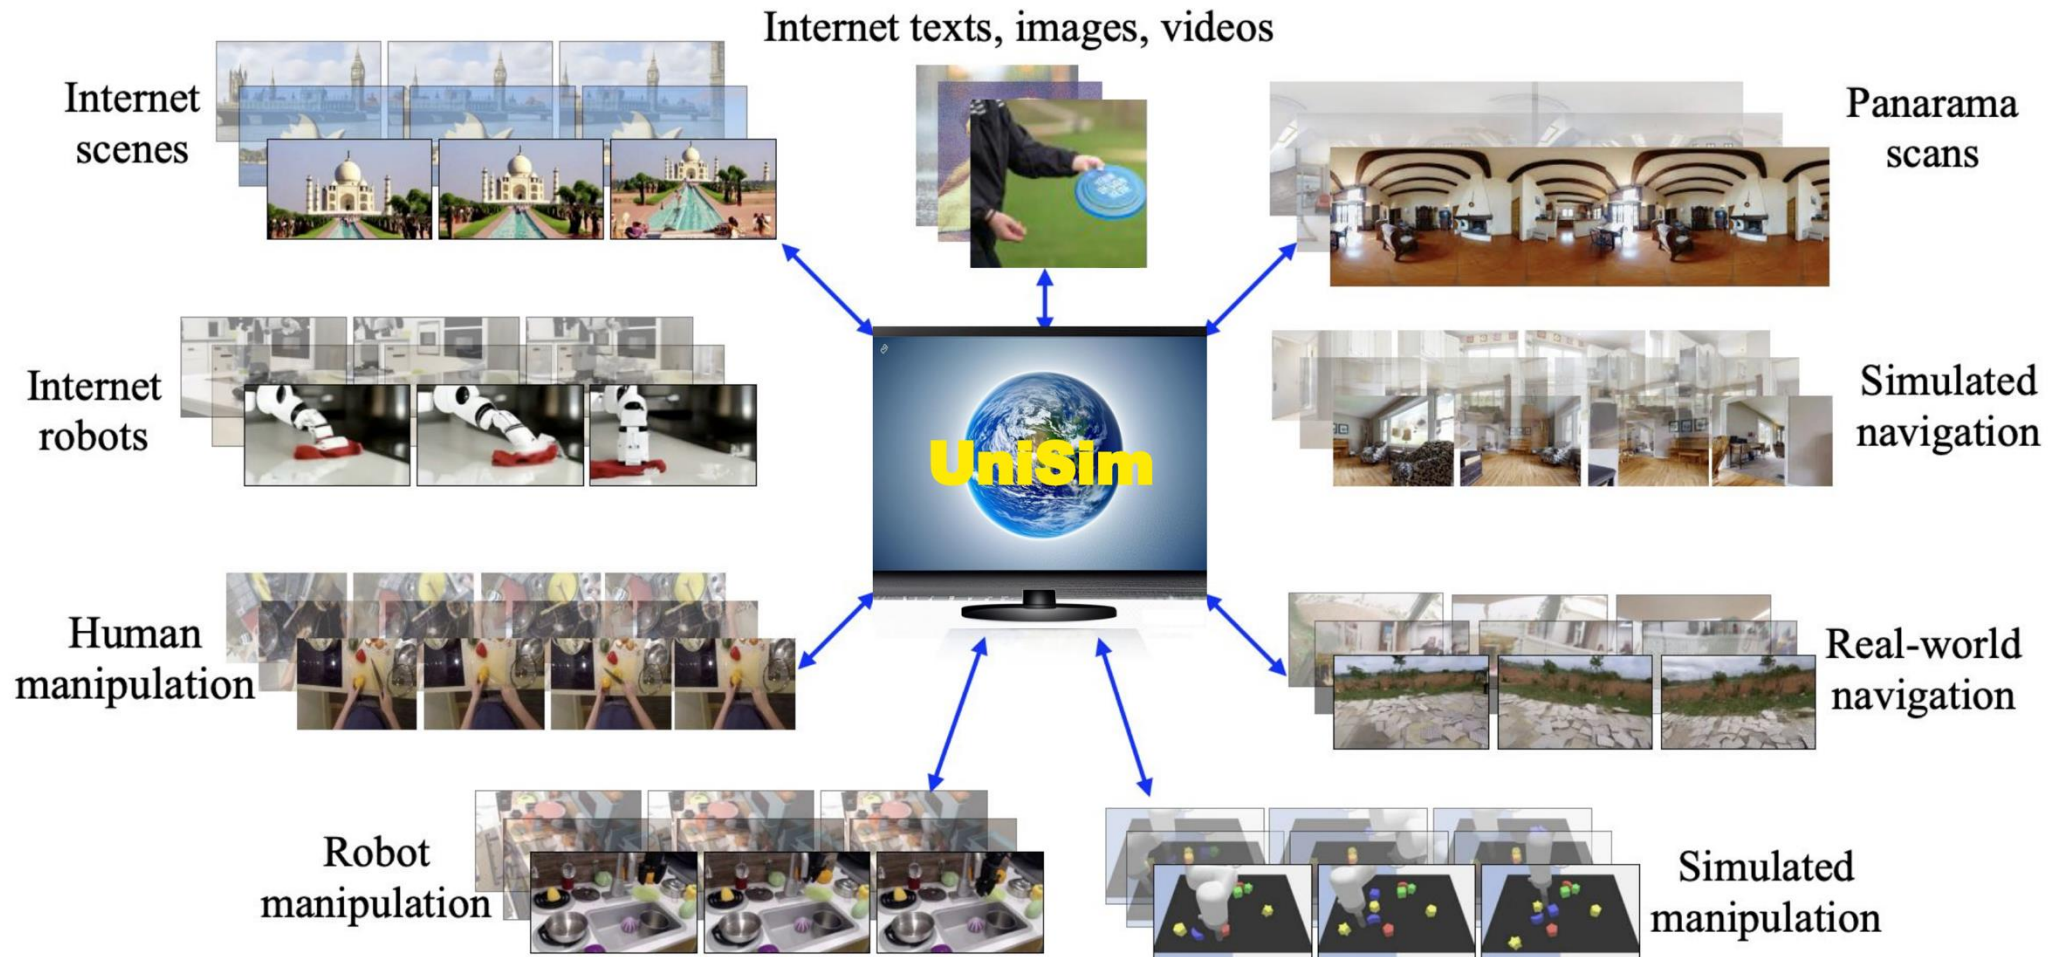 Internet texts, images, videos
Internet
scenes
Panarama
scans
Internet
robots
Simulated
navigation
UniSim
Human
manipulation
Real-world
navigation
Robot
manipulation
Simulated
manipulation